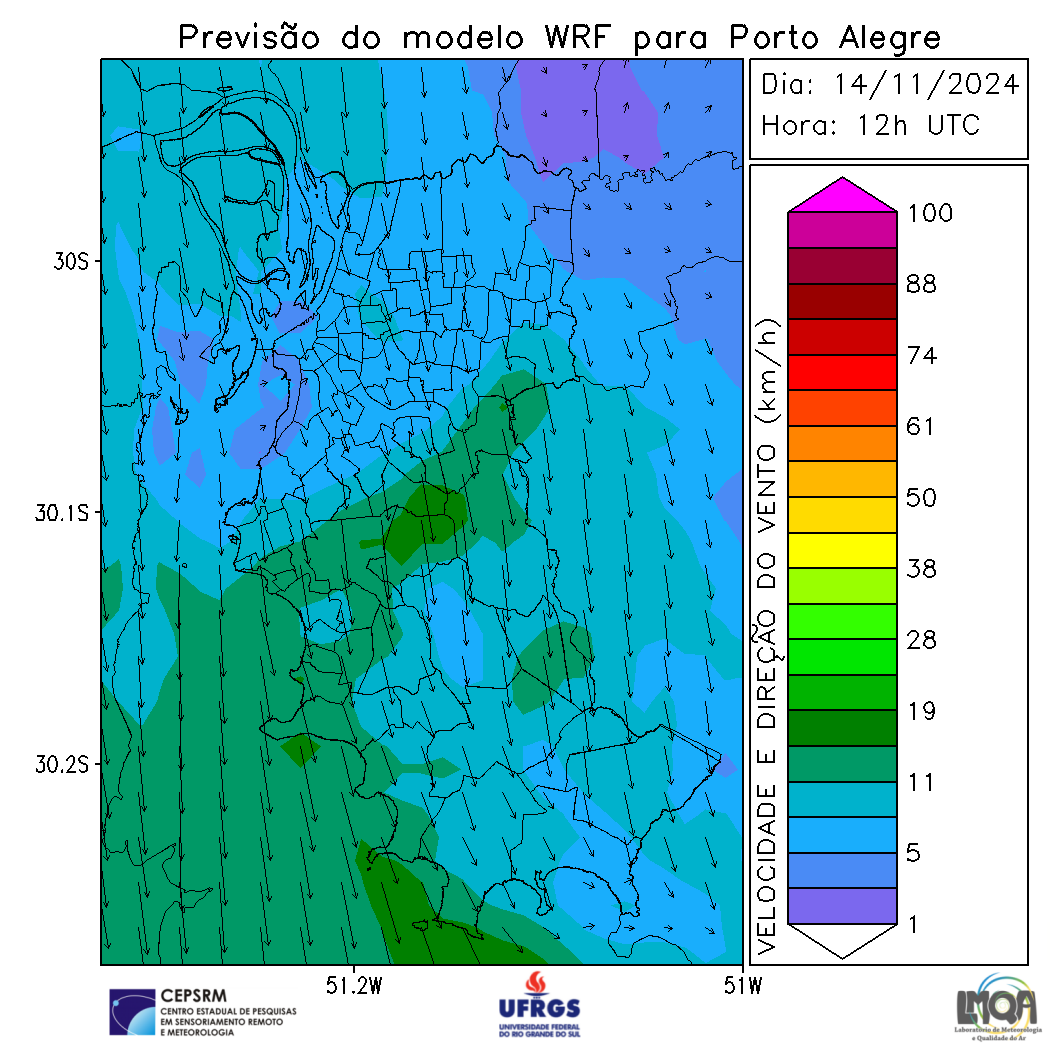 Previsão do modelo WRF para Porto Alegre
Dia: 14/11/2024
Hora: 12h UTC
30S
30.1S
30.2S
51.2W
51W
VELOCIDADE E DIREÇÃO DO VENTO (km/h)
100
88
74
61
50
38
28
19
11
5
1
CEPSRM
CENTRO ESTADUAL DE PESQUISAS
EM SENSORIAMENTO REMOTO
E METEOROLOGIA
UFRGS
UNIVERSIDADE FEDERAL
DO RIO GRANDE DO SUL
LMQA
Laboratório de Meteorologia
e Qualidade do Ar